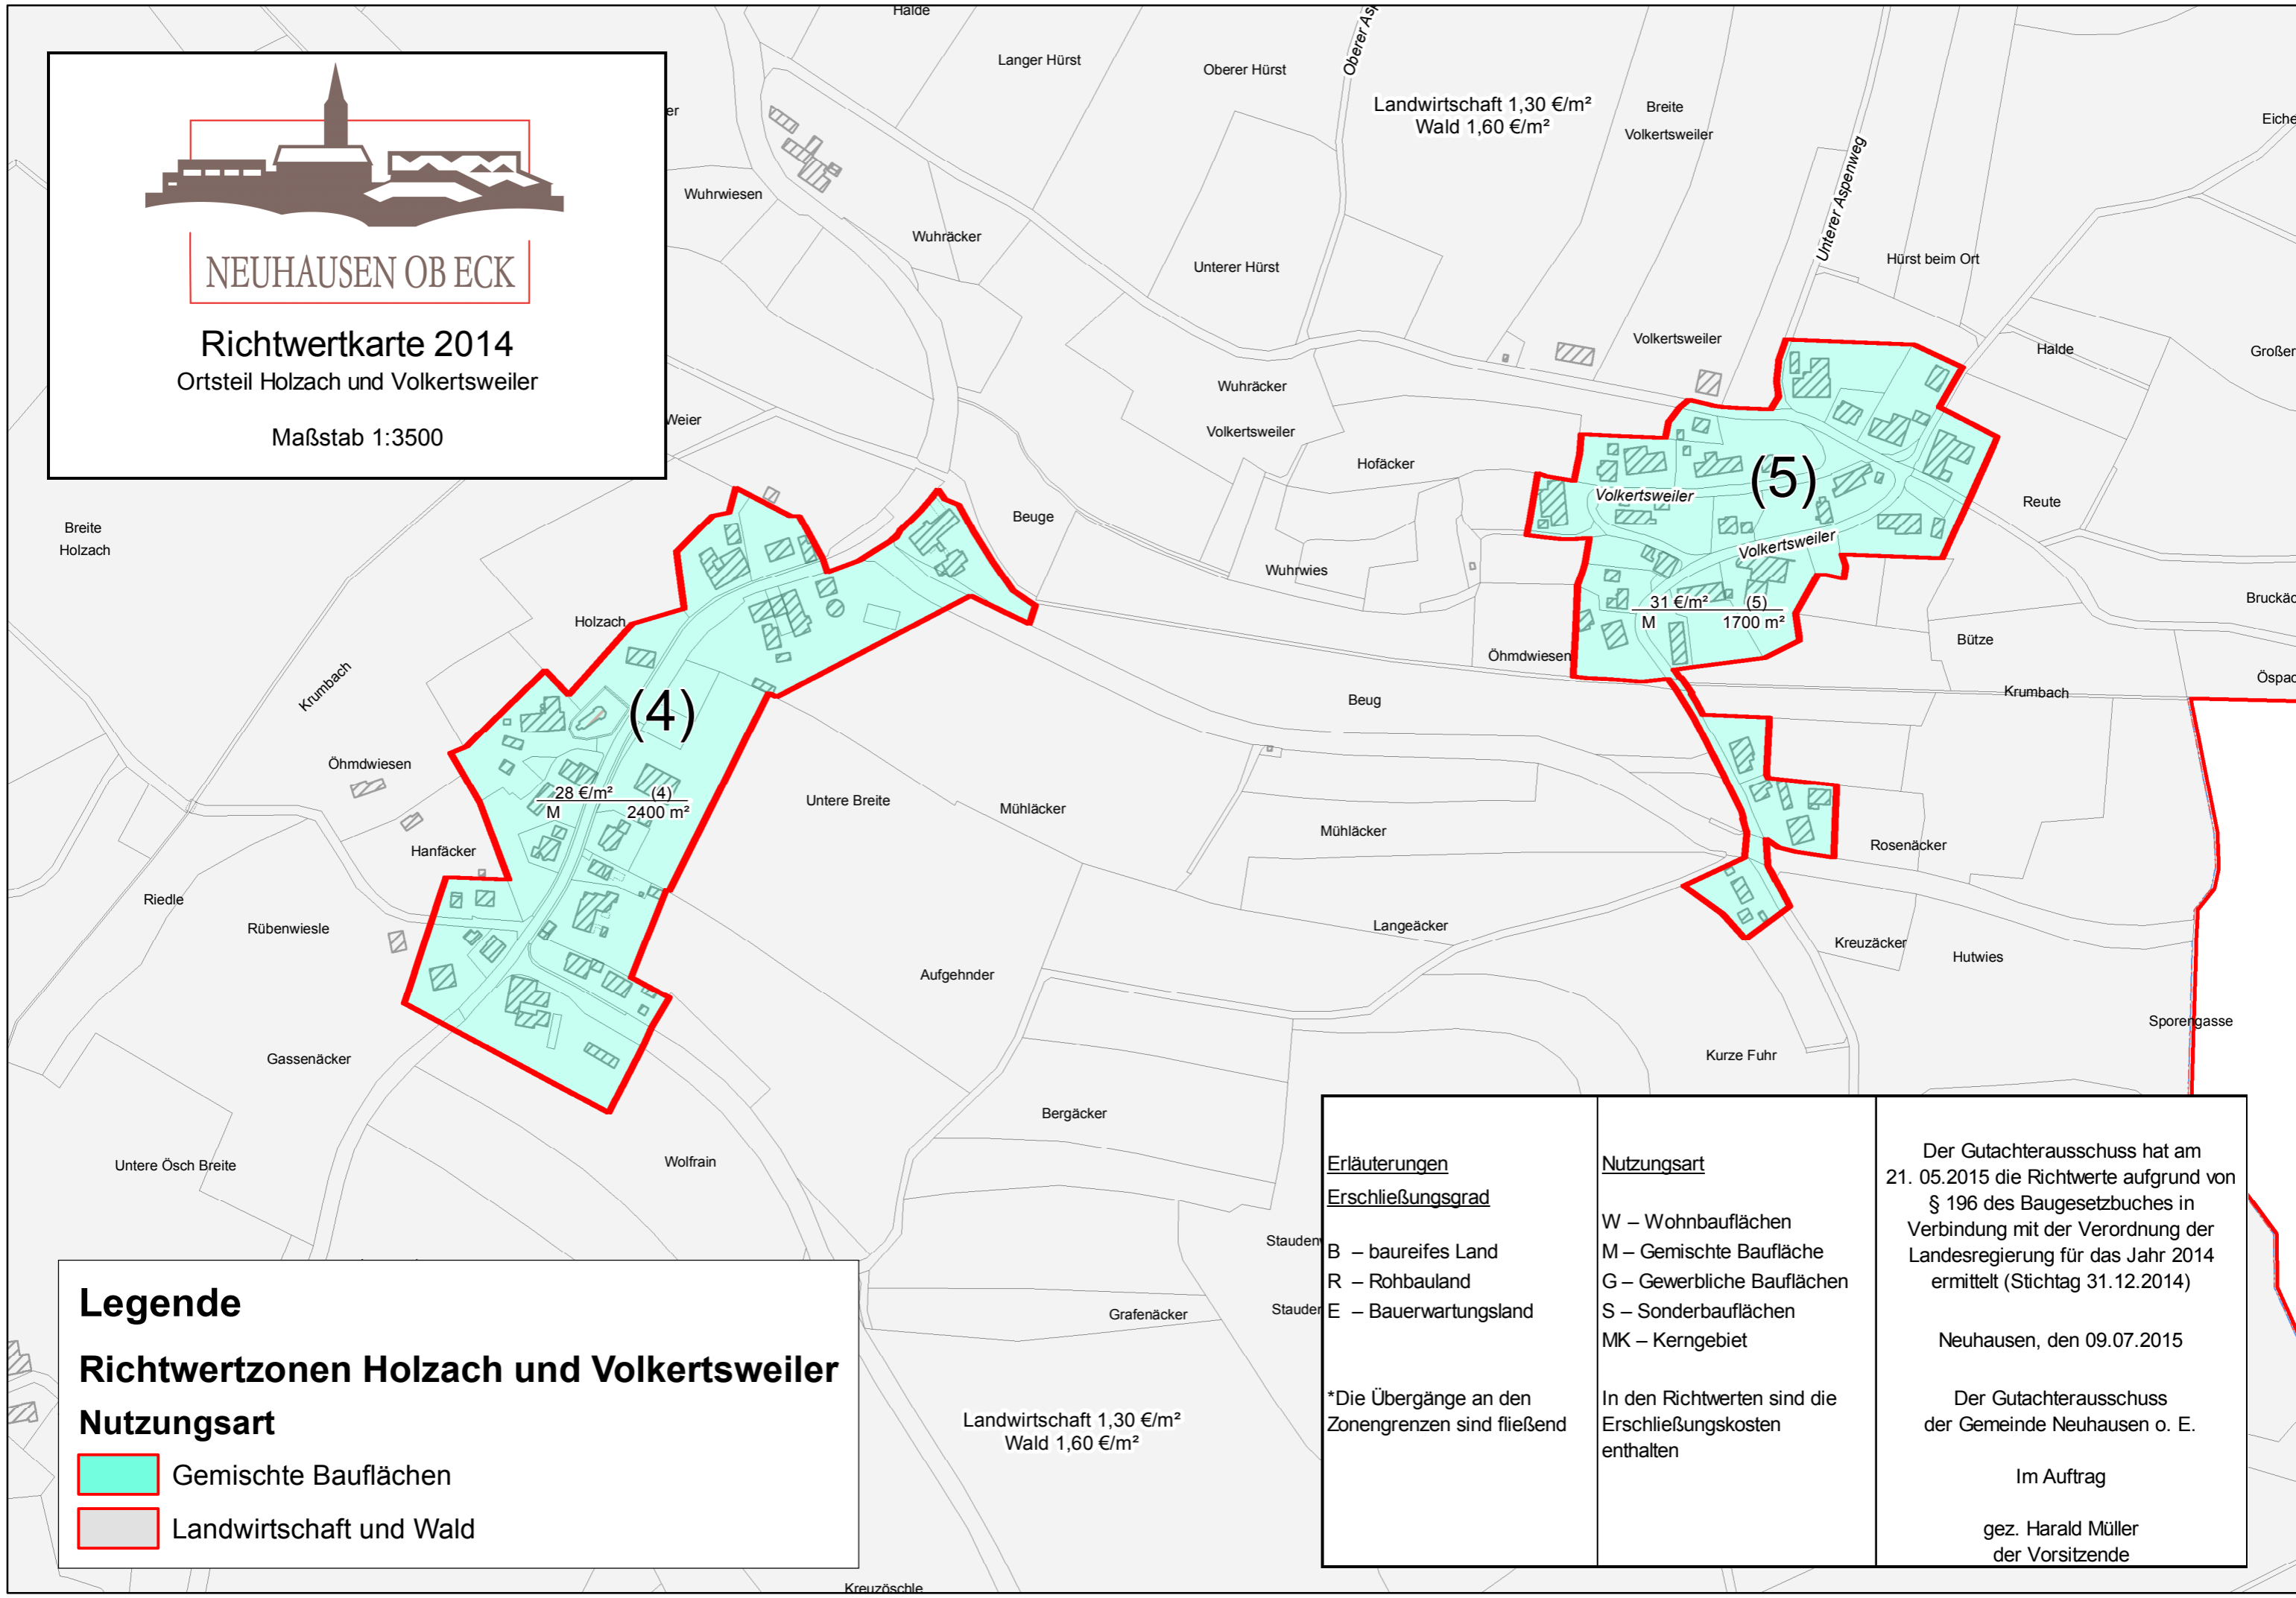 NEUHAUSEN OB ECK
Richtwertkarte 2014
Ortsteil Holzach und Volkertsweiler
Maßstab 1:3500
Halde
Langer Hürst
Oberer Hürst
Landwirtschaft 1,30 €/m²
Wald 1,60 €/m²
Breite
Volkertsweiler
Unterer Aspenweg
Wuhrwiesen
Wuhräcker
Unterer Hürst
Hürst beim Ort
Volkertsweiler
Halde
Großer
Wuhräcker
Volkertsweiler
Weier
Hofäcker
(5)
Volkertsweiler
Volkertsweiler
Reute
Breite
Holzach
Beuge
Wuhrwies
31 €/m² (5)
M 1700 m²
Holzach
Bütze
Öhmdwiesen
Krumbach
Krumbach
Beug
(4)
Öhmdwiesen
28 €/m² (4)
M 2400 m²
Untere Breite
Mühläcker
Mühläcker
Rosenäcker
Hanfäcker
Riedle
Rübenwiesle
Langeäcker
Kreuzäcker
Hutwies
Aufgehnder
Sporengasse
Gassenäcker
Kurze Fuhr
Bergäcker
Untere Ösch Breite
Wolfrain
Grafenäcker
Landwirtschaft 1,30 €/m²
Wald 1,60 €/m²
Kreuzöschle
Legende
Richtwertzonen Holzach und Volkertsweiler
Nutzungsart
Gemischte Bauflächen
Landwirtschaft und Wald
Erläuterungen
Erschließungsgrad
B – baureifes Land
R – Rohbauland
E – Bauerwartungsland
*Die Übergänge an den
Zonengrenzen sind fließend
Nutzungsart
W – Wohnbauflächen
M – Gemischte Baufläche
G – Gewerbliche Bauflächen
S – Sonderbauflächen
MK – Kerngebiet
In den Richtwerten sind die
Erschließungskosten
enthalten
Der Gutachterausschuss hat am
21. 05.2015 die Richtwerte aufgrund von
§ 196 des Baugesetzbuches in
Verbindung mit der Verordnung der
Landesregierung für das Jahr 2014
ermittelt (Stichtag 31.12.2014)
Neuhausen, den 09.07.2015
Der Gutachterausschuss
der Gemeinde Neuhausen o. E.
Im Auftrag
gez. Harald Müller
der Vorsitzende